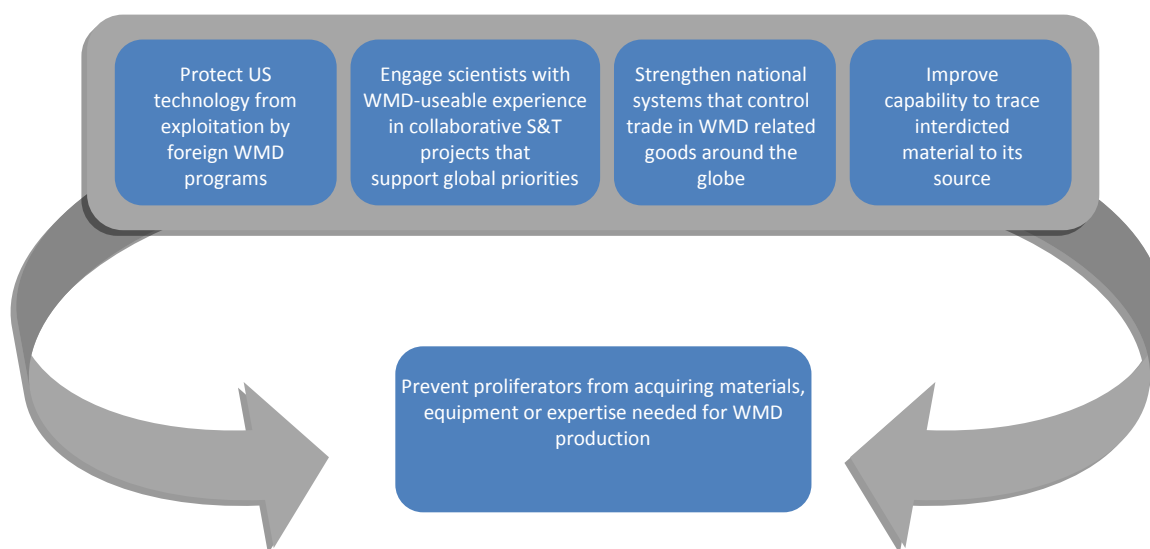 Protect US
technology from
exploitation by
foreign WMD
programs
Engage scientists with
WMD-useable experience
in collaborative S&T
projects that
support global priorities
Strengthen national
systems that control
trade in WMD related
goods around the
globe
Improve
capability to trace
interdicted
material to its
source
Prevent proliferators from acquiring materials,
equipment or expertise needed for WMD
production